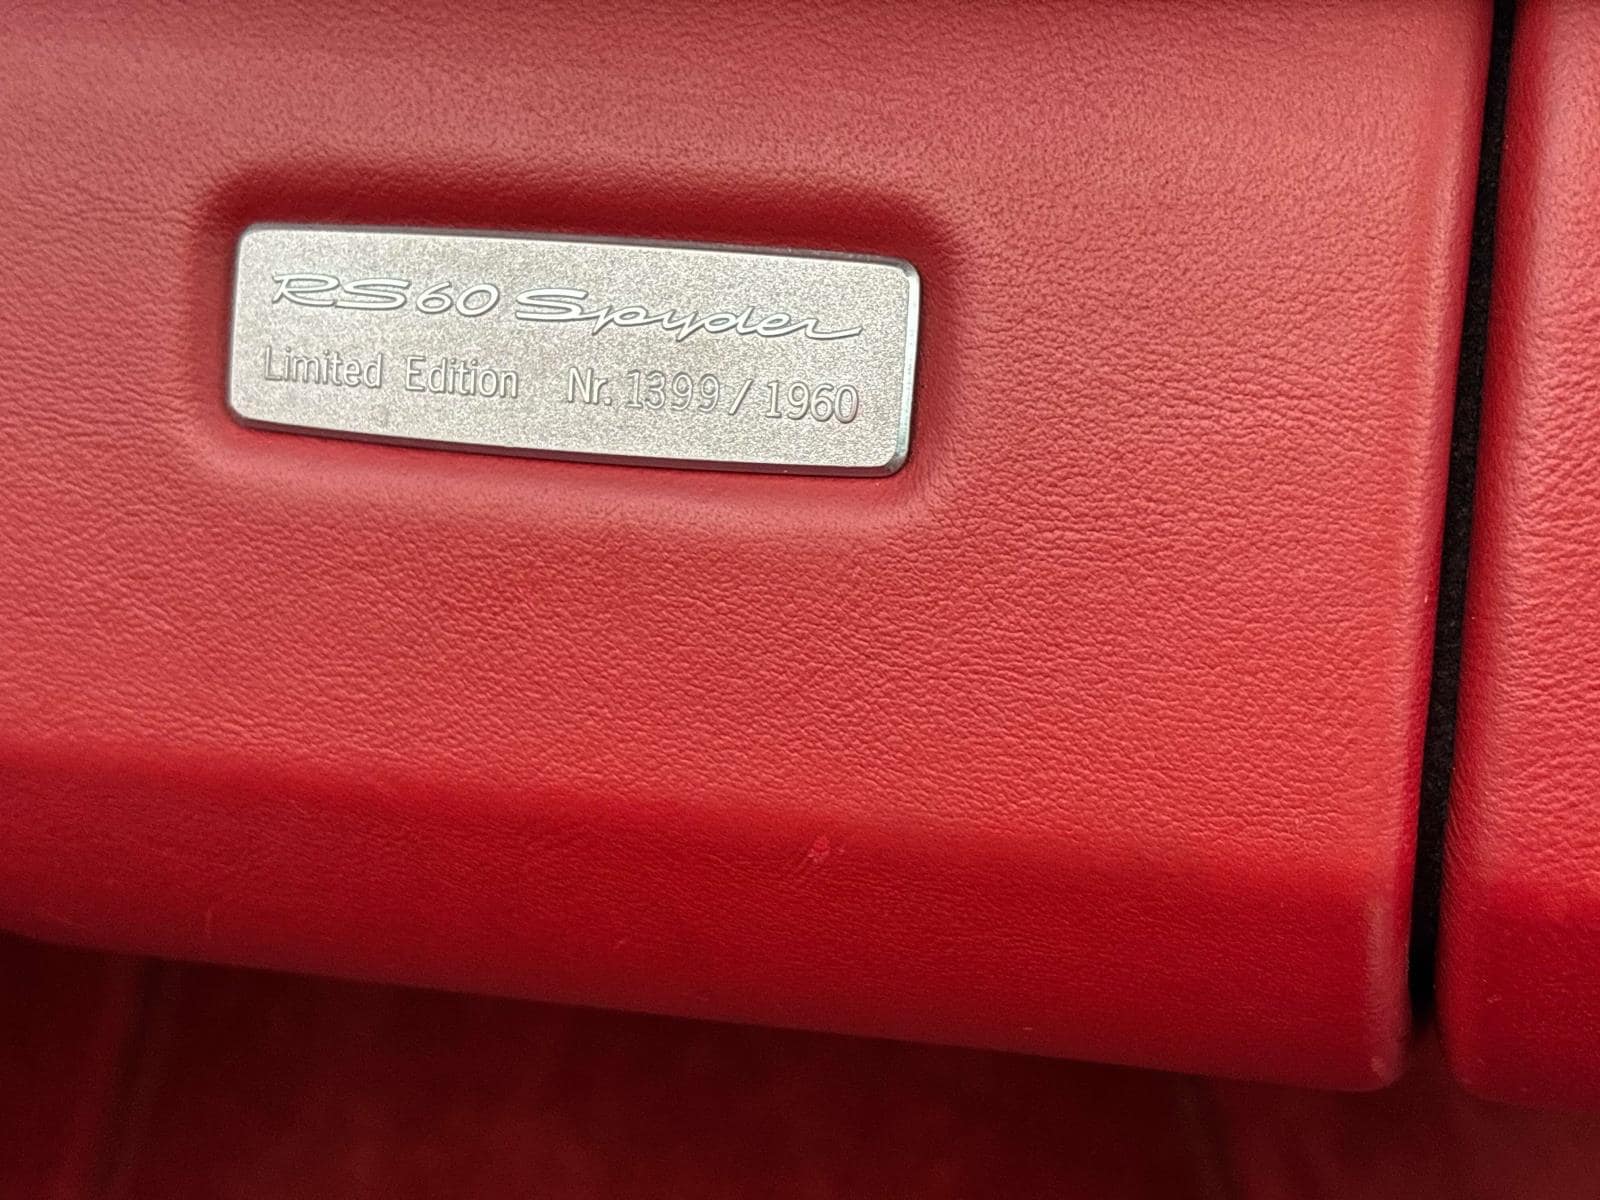 RS 60 Spyder
Limited Edition Nr. 1399 / 1960